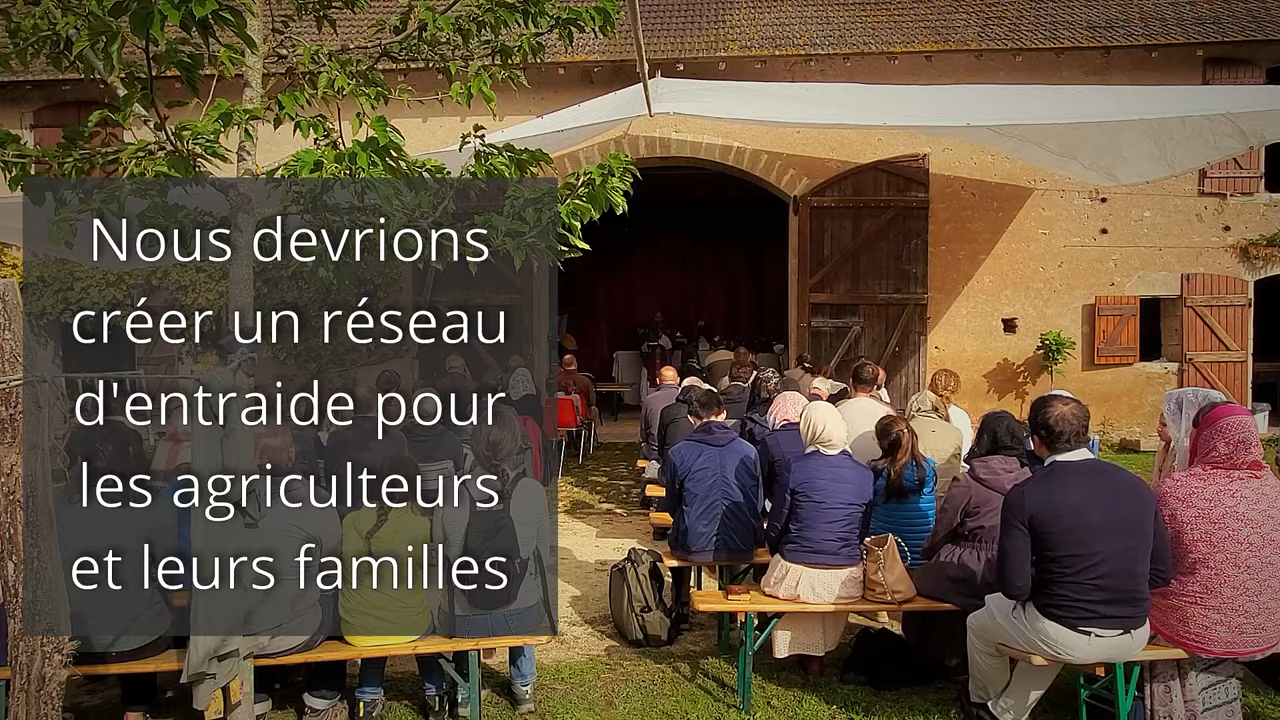 Nous devrions
créer un réseau
d'entraide pour
les agriculteurs
et leurs familles